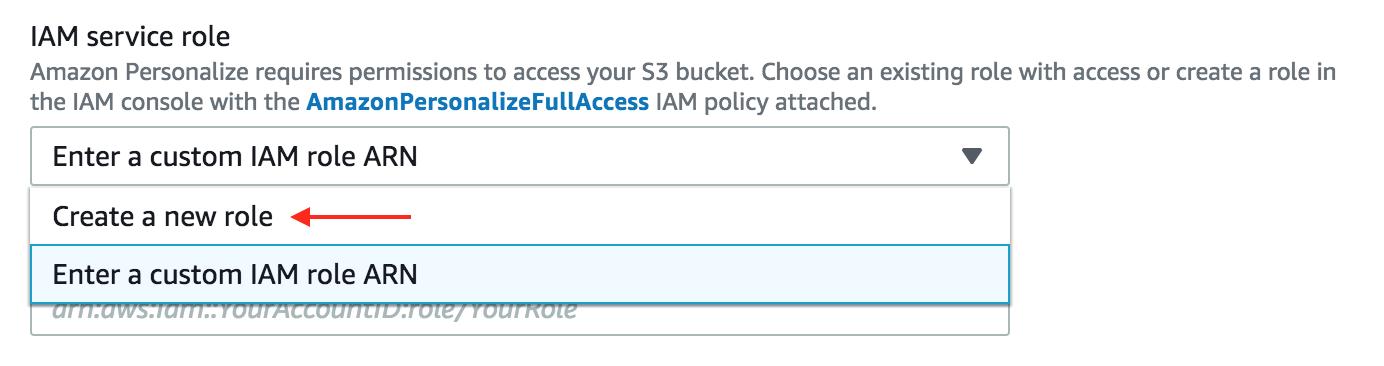 IAM service role
Amazon Personalize requires permissions to access your S3 bucket. Choose an existing role with access or create a role in
the IAM console with the AmazonPersonalizeFullAccess IAM policy attached.
Enter a custom IAM role ARN
Create a new role
Enter a custom IAM role ARN
arn:aws:iam::YourAccountID:role/YourRole